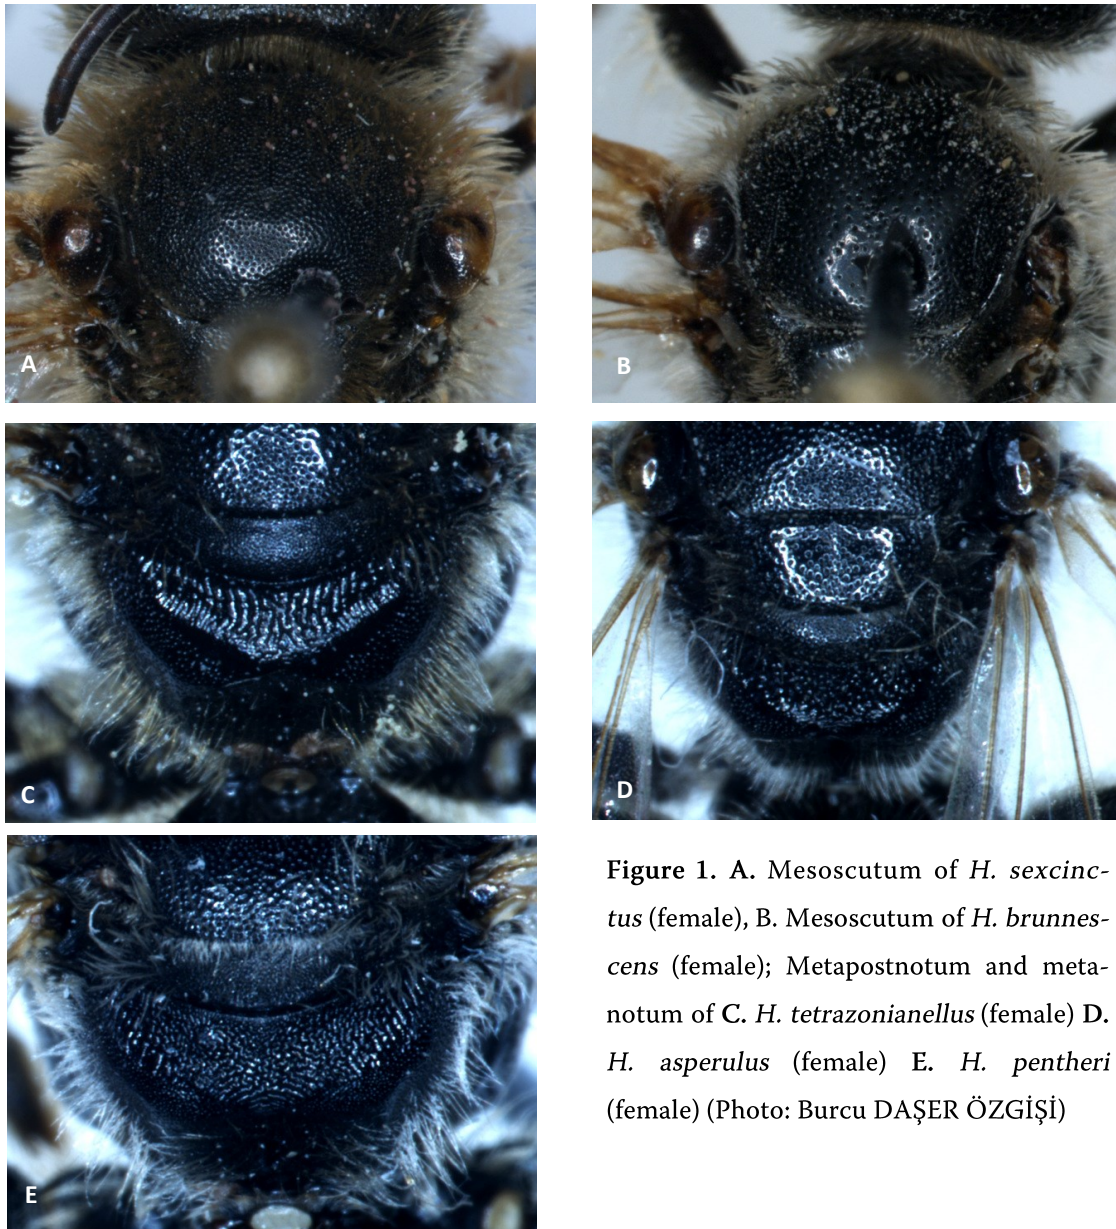 A
B
C
D
E
Figure 1. A. Mesoscutum of H. sexcinc-
tus (female), B. Mesoscutum of H. brunnes-
cens (female); Metapostnotum and meta-
notum of C. H. tetrazonianellus (female) D.
H. asperulus (female) E. H. pentheri
(female) (Photo: Burcu DAŞER ÖZGİŞİ)